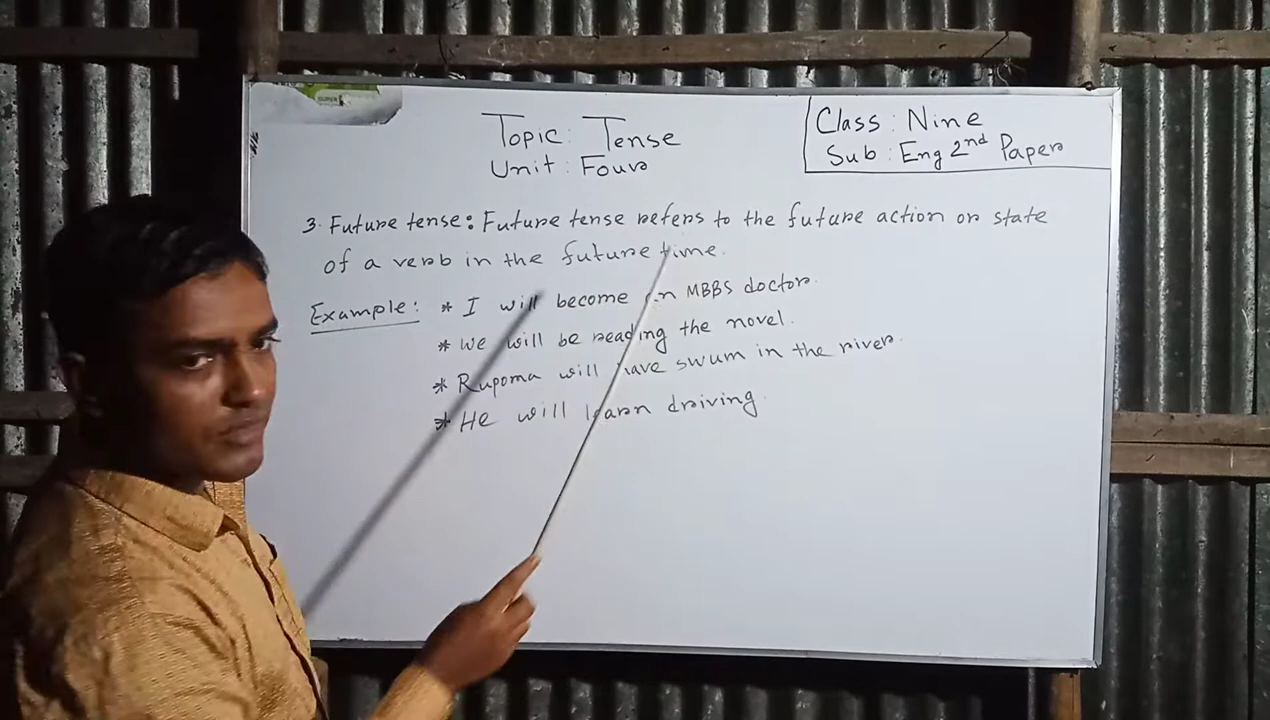 Topic: Tense
Unit: Four
Class: Nine
Sub: Eng 2nd Paper
3. Future tense: Future tense refers to the future action or state
of a verb in the future time.
Example: * I will become an MBBS doctor.
* We will be reading the novel.
* Rupoma will have swum in the river.
* He will learn driving.